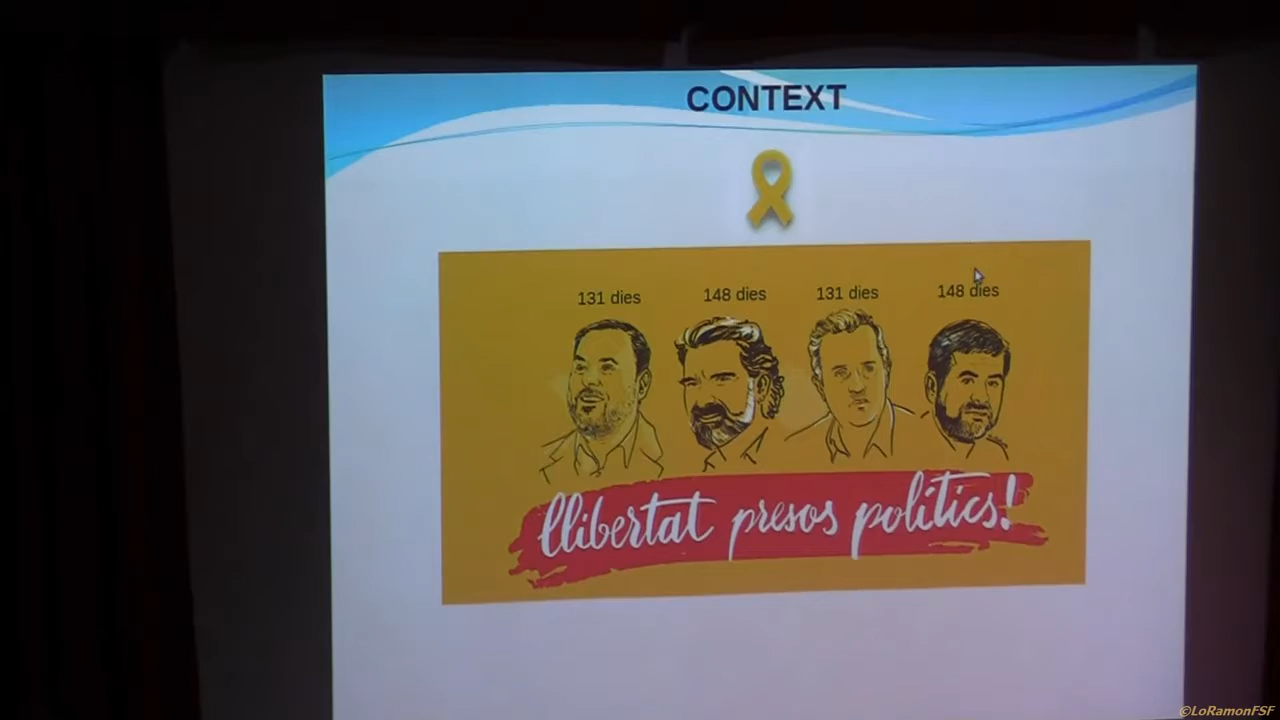 CONTEXT
131 dies 148 dies 131 dies 148 dies
llibertat presos polítics!
©LoRamonFSF